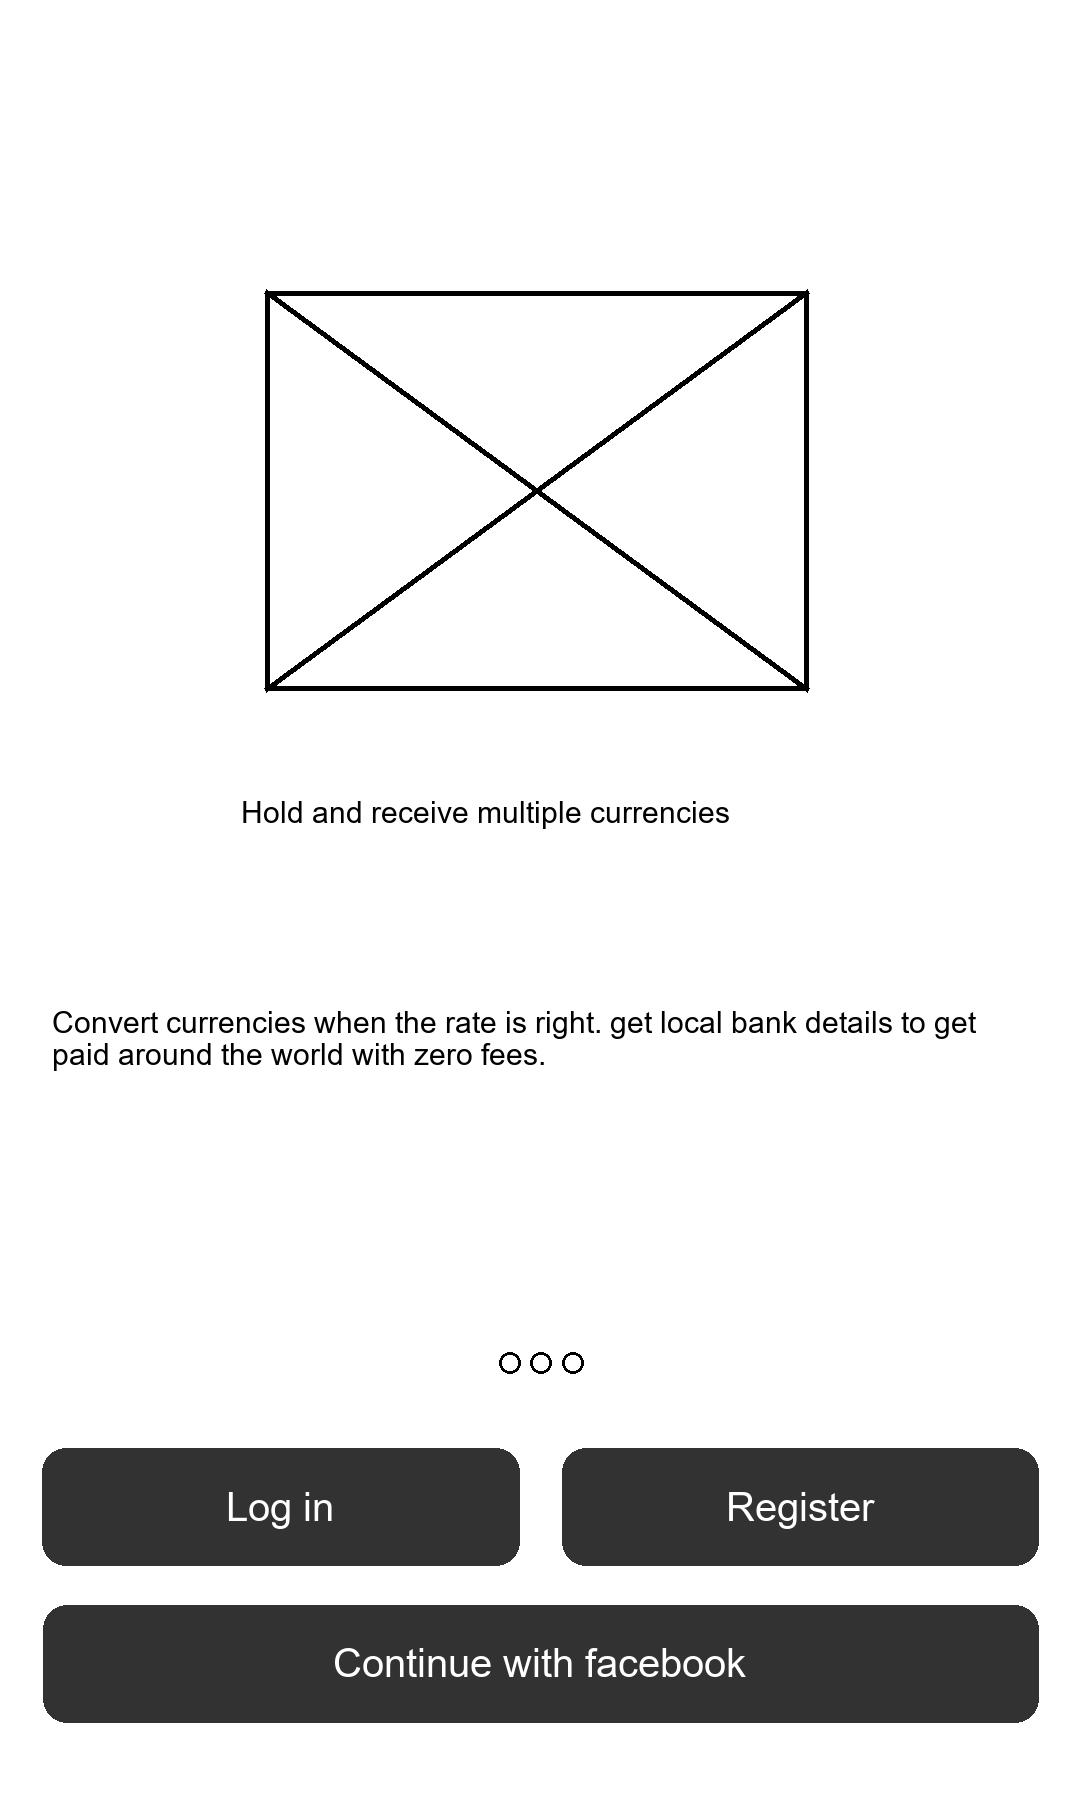 Hold and receive multiple currencies
Convert currencies when the rate is right. get local bank details to get
paid around the world with zero fees.
Log in
Register
Continue with facebook